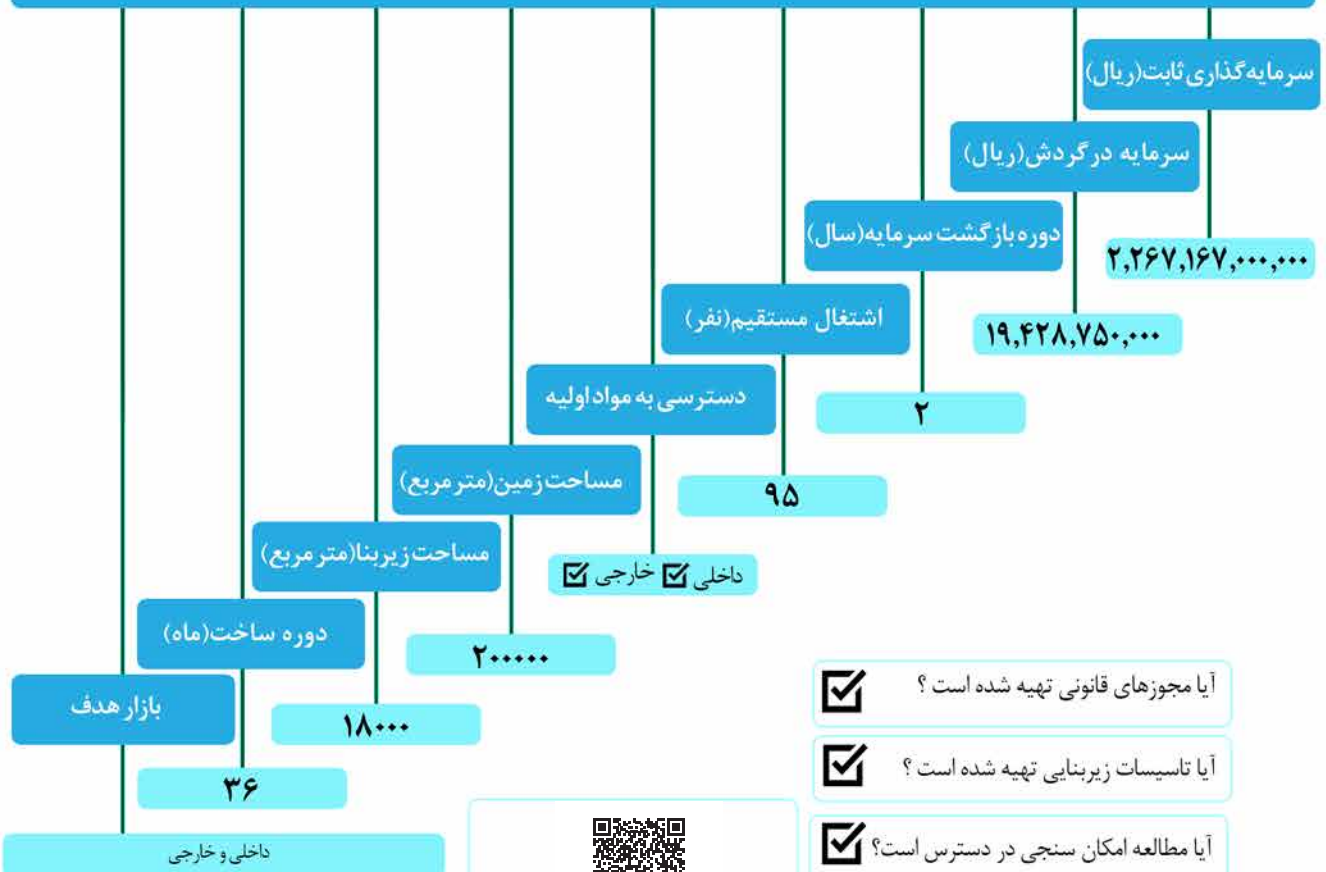 سرمایه‌گذاری ثابت(ریال)
۲,۲۶۷,۱۶۷,۰۰۰,۰۰۰
سرمایه در گردش(ریال)
۱۹,۴۲۸,۷۵۰,۰۰۰
دوره بازگشت سرمایه(سال)
۲
اشتغال مستقیم(نفر)
۹۵
دسترسی به مواد اولیه
داخلی ☑ خارجی ☑
مساحت زمین(متر مربع)
۲۰۰۰۰۰
مساحت زیربنا(متر مربع)
۱۸۰۰۰
دوره ساخت(ماه)
۳۶
بازار هدف
داخلی و خارجی
آیا مجوزهای قانونی تهیه شده است ؟ ☑
آیا تاسیسات زیربنایی تهیه شده است ؟ ☑
آیا مطالعه امکان سنجی در دسترس است؟ ☑